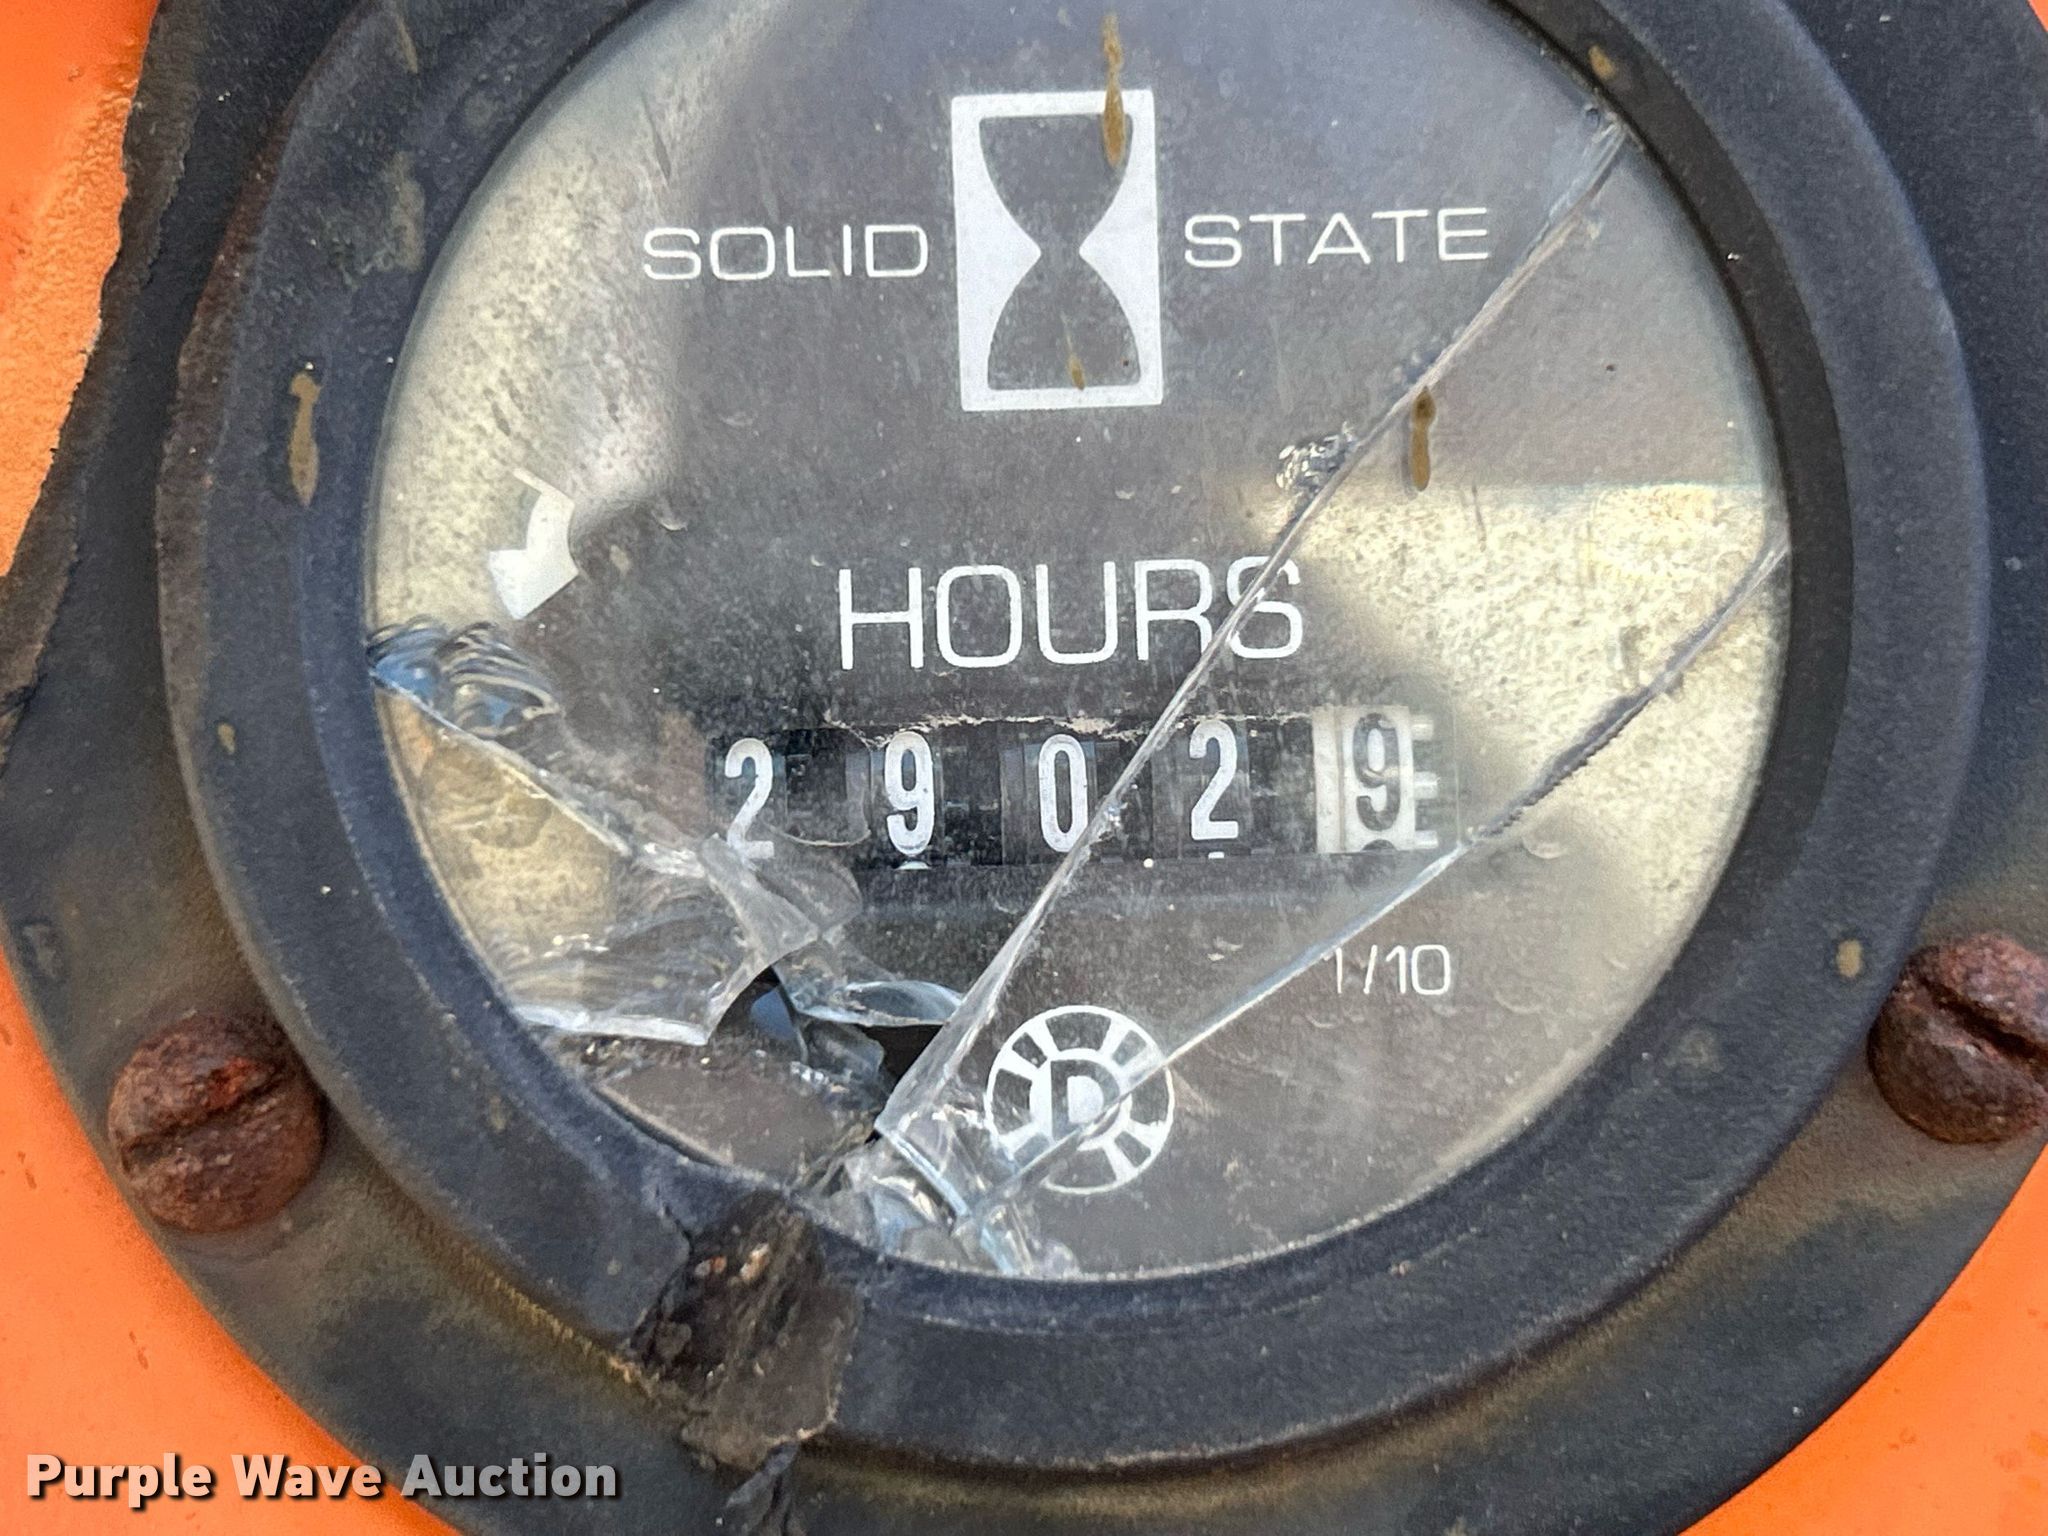 SOLID STATE
HOURS
2 9 0 2 9
1/10
D
Purple Wave Auction